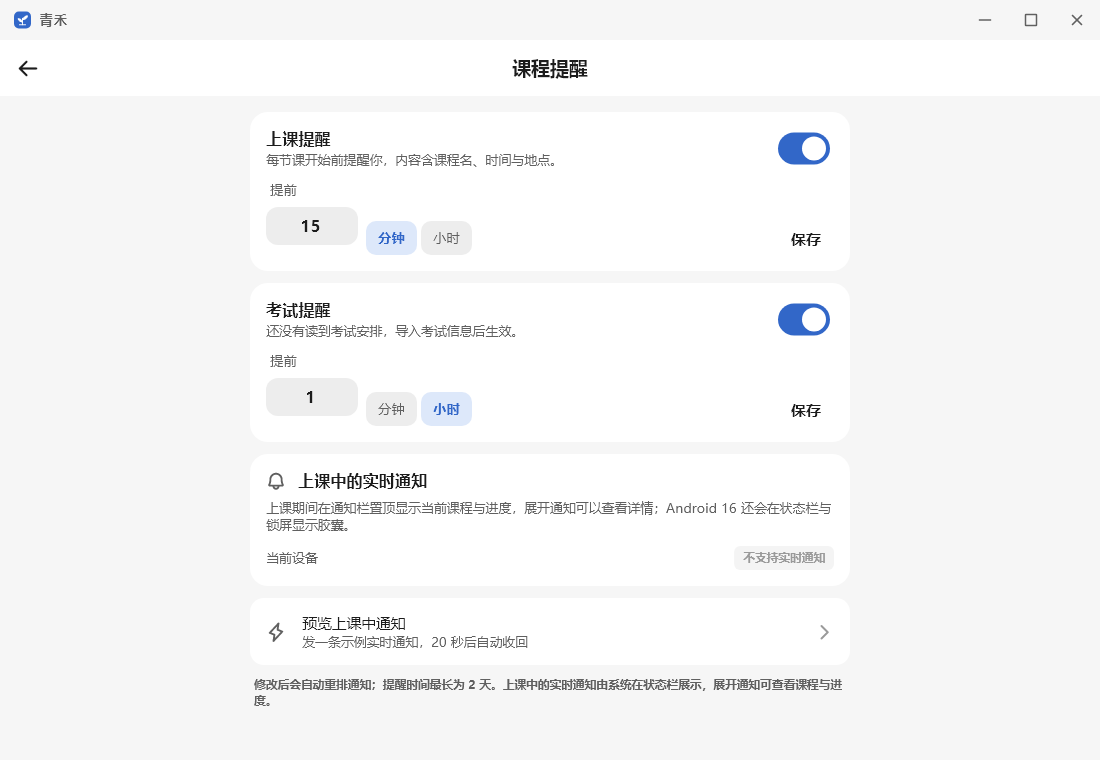 青禾
课程提醒
上课提醒
每节课开始前提醒你，内容含课程名、时间与地点。
提前
15
分钟
小时
保存
考试提醒
还没有读到考试安排，导入考试信息后生效。
提前
1
分钟
小时
保存
上课中的实时通知
上课期间在通知栏置顶显示当前课程与进度，展开通知可以查看详情；Android 16 还会在状态栏与
锁屏显示胶囊。
当前设备
不支持实时通知
预览上课中通知
发一条示例实时通知，20 秒后自动收回
修改后会自动重排通知；提醒时间最长为 2 天。上课中的实时通知由系统在状态栏展示，展开通知可查看课程与进
度。